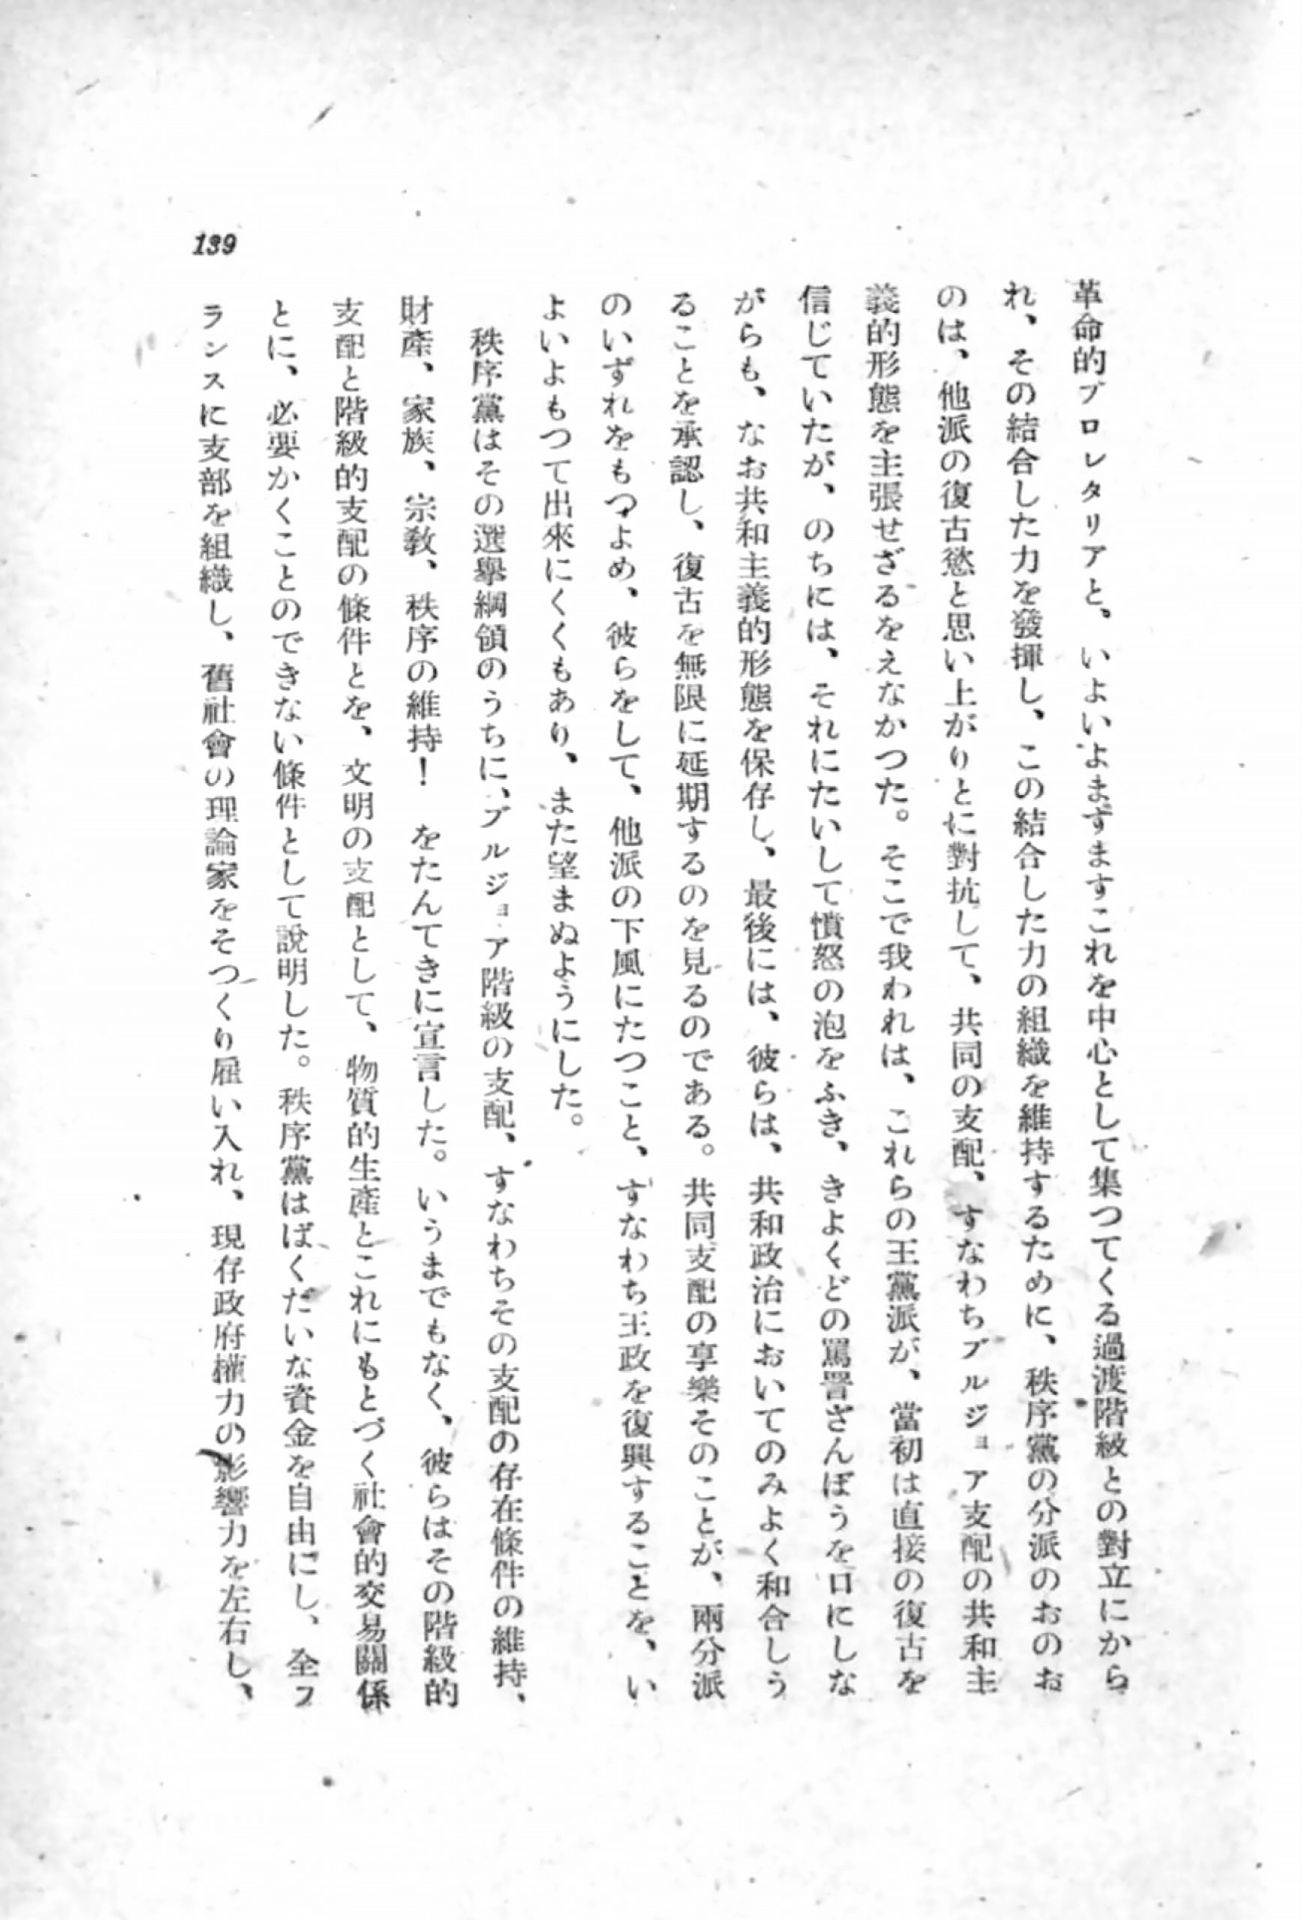 139
革命的プロレタリアと、いよいよますますこれを中心として集つてくる過渡階級との對立にから
れ、その結合した力を發揮し、この結合した力の組織を維持するために、秩序黨の分派のおのお
のは、他派の復古慾と思い上がりとに對抗して、共同の支配、すなわちブルジョア支配の共和主
義的形態を主張せざるをえなかつた。そこで我われは、これらの王黨派が、當初は直接の復古を
信じていたが、のちには、それにたいして憤怒の泡をふき、きよくどの罵詈ざんぼうを口にしな
がらも、なお共和主義的形態を保存し、最後には、彼らは、共和政治においてのみよく和合しう
ることを承認し、復古を無限に延期するのを見るのである。共同支配の享樂そのことが、兩分派
のいずれをもつよめ、彼らをして、他派の下風にたつこと、すなわち王政を復興することを、い
よいよもつて出來にくくもあり、また望まぬようにした。
秩序黨はその選擧綱領のうちに、ブルジョア階級の支配、すなわちその支配の存在條件の維持、
財產、家族、宗敎、秩序の維持！　をたんてきに宣言した。いうまでもなく、彼らはその階級的
支配と階級的支配の條件とを、文明の支配として、物質的生產とこれにもとづく社會的交易關係
とに、必要かくことのできない條件として說明した。秩序黨はばくだいな資金を自由にし、全フ
ランスに支部を組織し、舊社會の理論家をそつくり雇い入れ、現存政府權力の影響力を左右し、